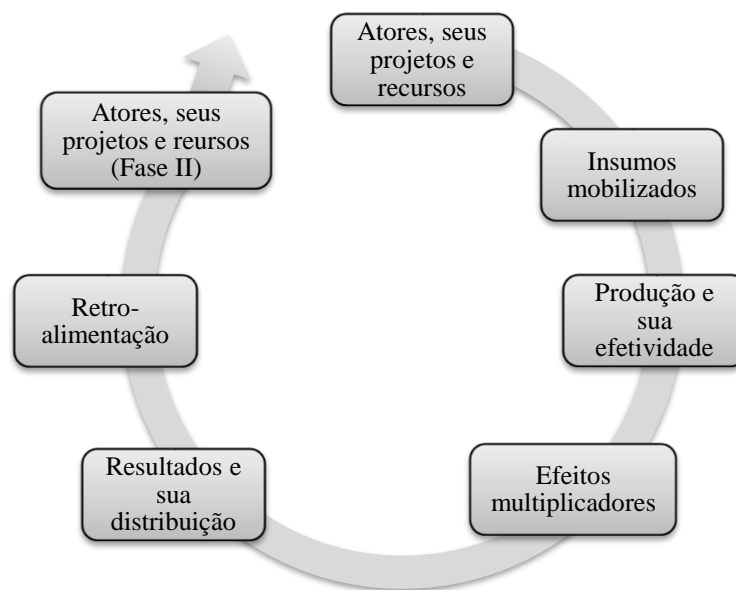 Atores, seus
projetos e
recursos
Insumos
mobilizados
Produção e
sua
efetividade
Efeitos
multiplicadores
Resultados e
sua
distribuição
Retro-
alimentação
Atores, seus
projetos e reursos
(Fase II)